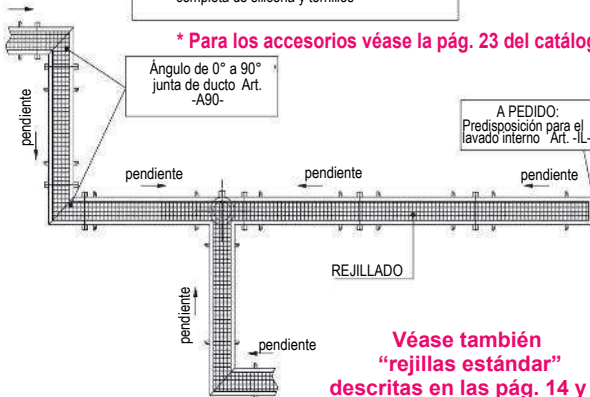 completa de silicona y tornillos
* Para los accesorios véase la pág. 23 del catálog
Ángulo de 0° a 90°
junta de ducto Art.
-A90-
A PEDIDO:
Predisposición para el
lavado interno Art. -IL-
pendiente
pendiente
pendiente
pendiente
REJILLADO
pendiente
pendiente
Véase también
“rejillas estándar”
descritas en las pág. 14 y